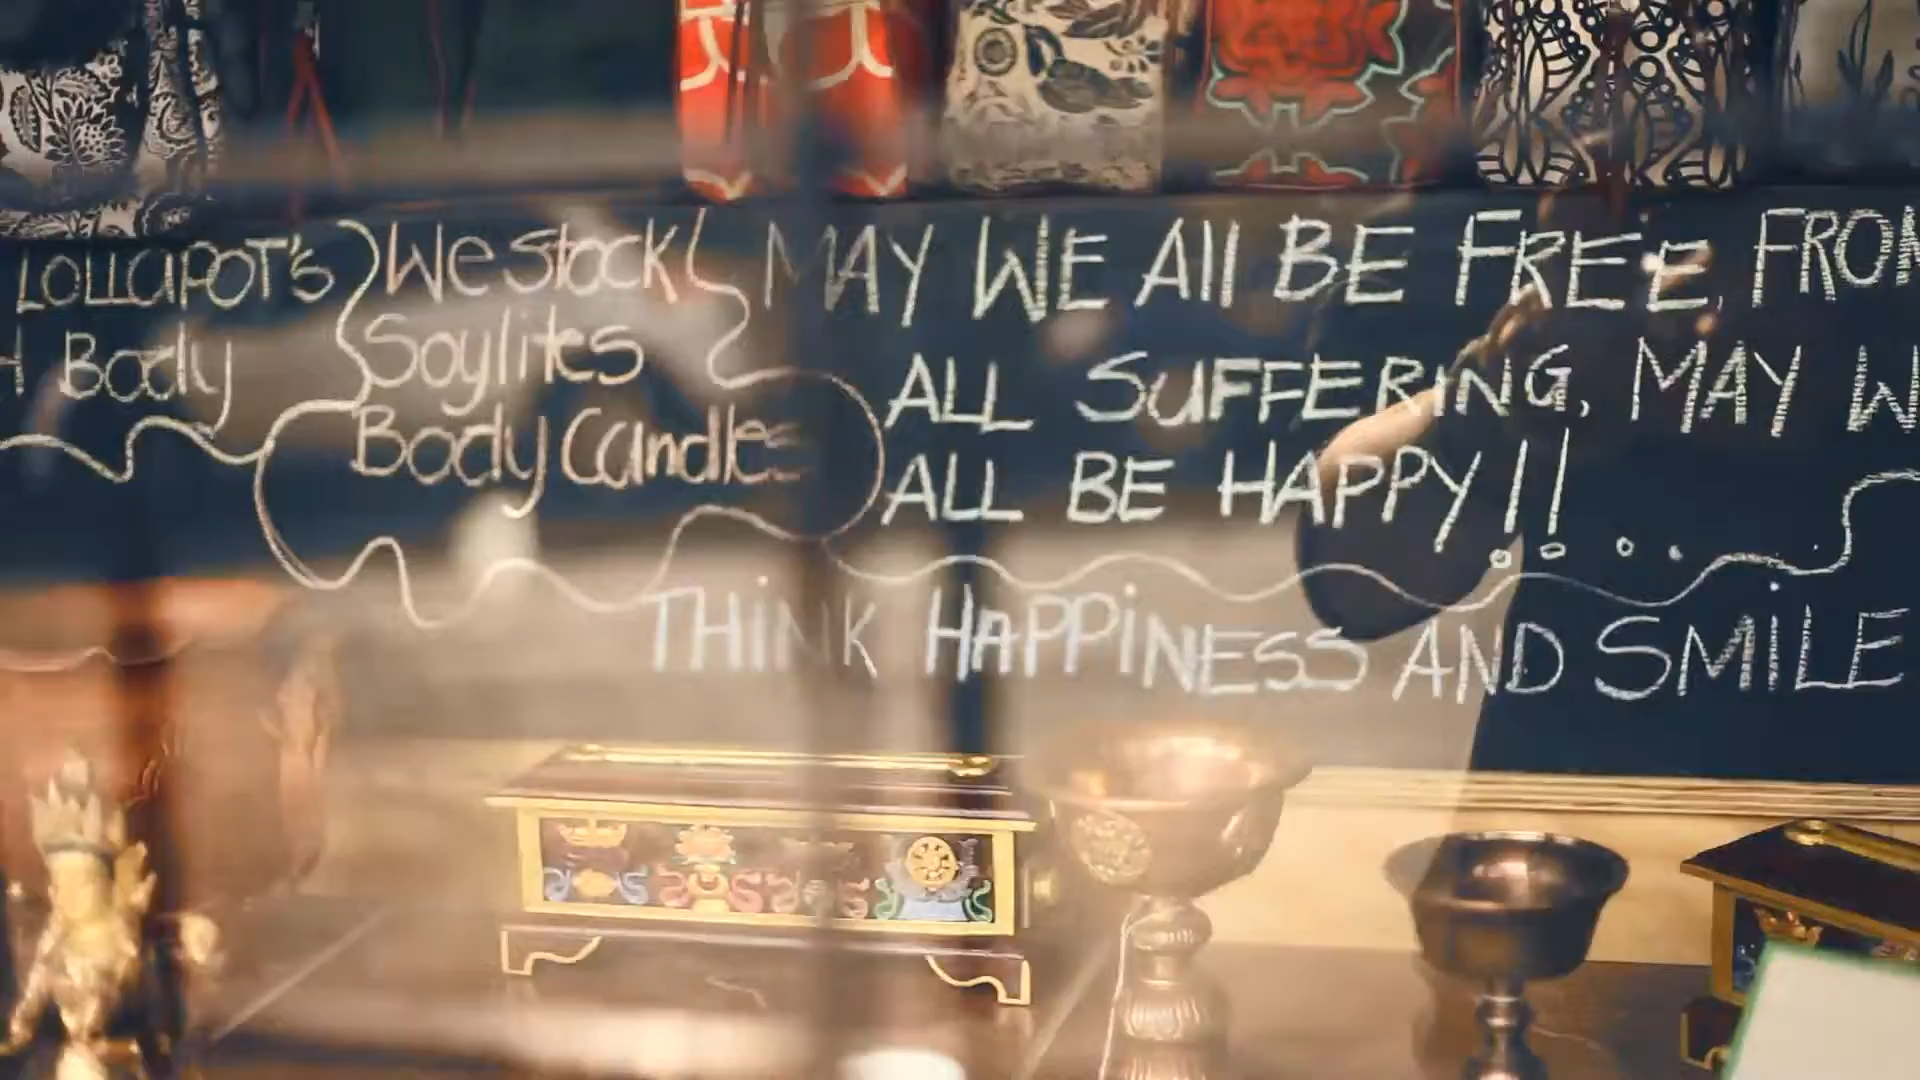 LOLLAPOT'S
Body
We stock
Soylites
Body Candles
MAY WE All BE FREE FROM
ALL SUFFERING, MAY W
ALL BE HAPPY!!
THiNK HAPPiNESS AND SMiLE